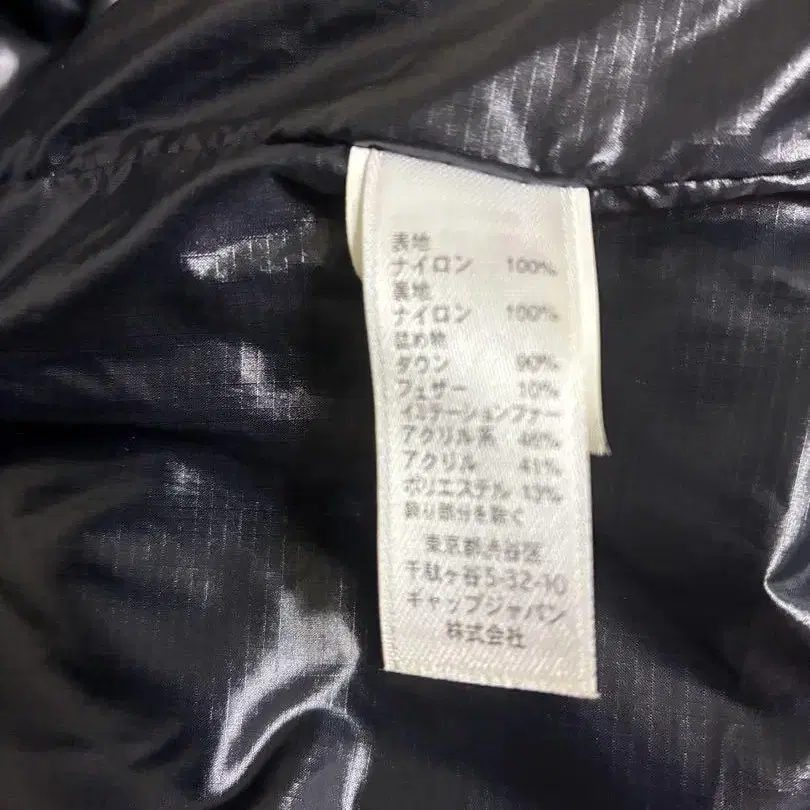 表地
ナイロン 100%
裏地
ナイロン 100%
詰め物
ダウン 90%
フェザー 10%
イミテーションファー
アクリル系 46%
アクリル 41%
ポリエステル 13%
飾り部分を除く
東京都渋谷区
千駄ヶ谷5-32-10
ギャップジャパン
株式会社